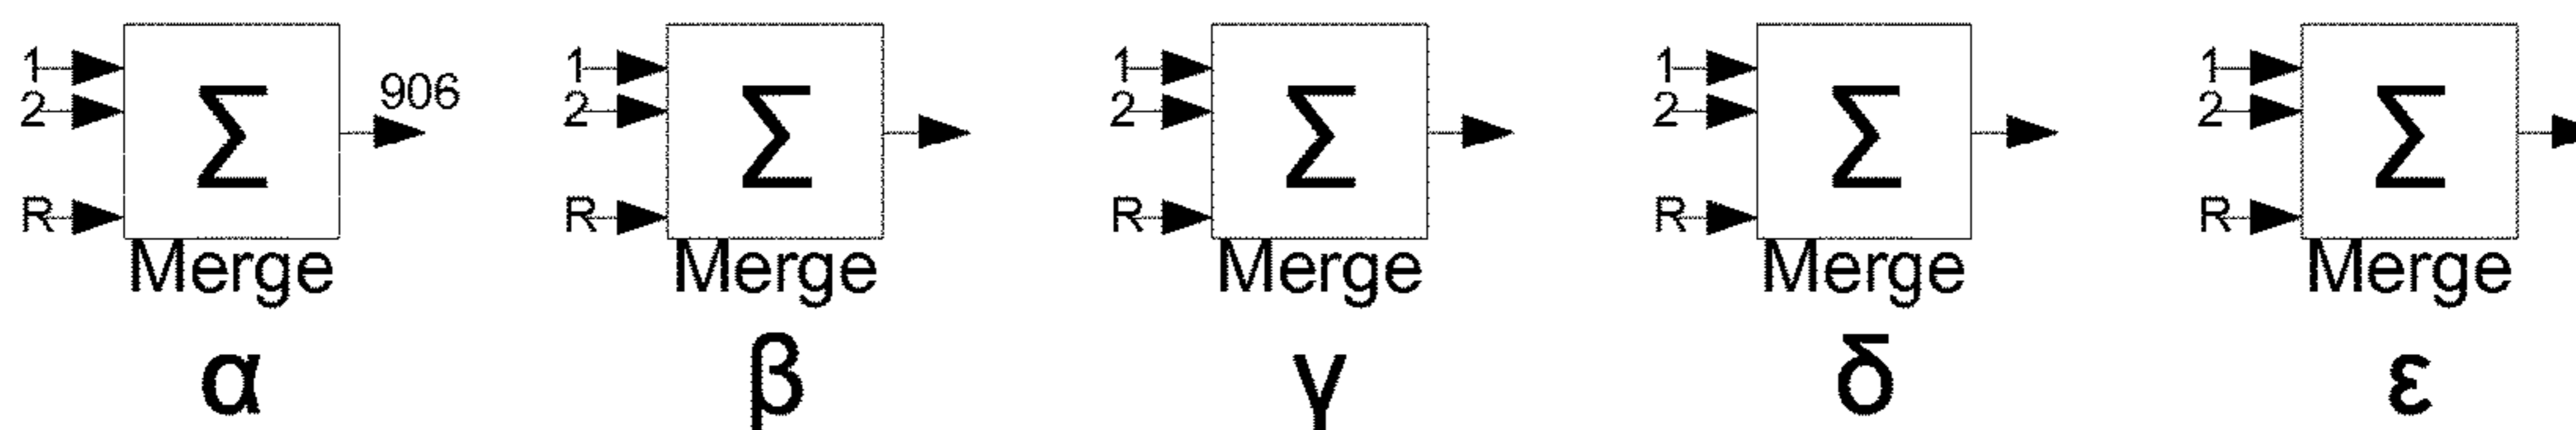 1 1 1 1 1
906
2 2 2 2 2
Σ Σ Σ Σ Σ
R R R R R
Merge Merge Merge Merge Merge
α β γ δ ε